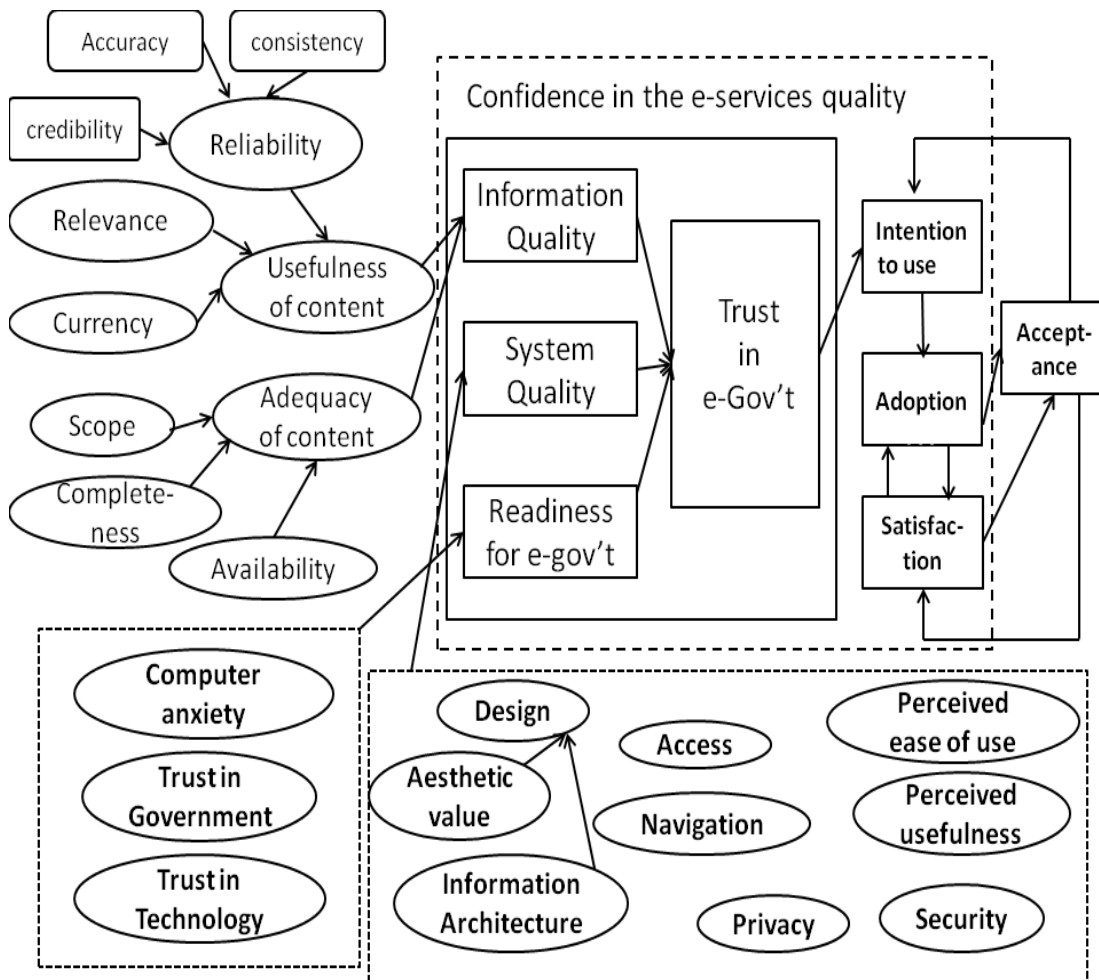 Accuracy
consistency
credibility
Reliability
Relevance
Usefulness
of content
Currency
Scope
Adequacy
of content
Complete-
ness
Availability
Confidence in the e-services quality
Information
Quality
System
Quality
Readiness
for e-gov't
Trust
in
e-Gov't
Intention
to use
Adoption
Satisfac-
tion
Accept-
ance
Computer
anxiety
Trust in
Government
Trust in
Technology
Design
Aesthetic
value
Information
Architecture
Access
Navigation
Privacy
Perceived
ease of use
Perceived
usefulness
Security